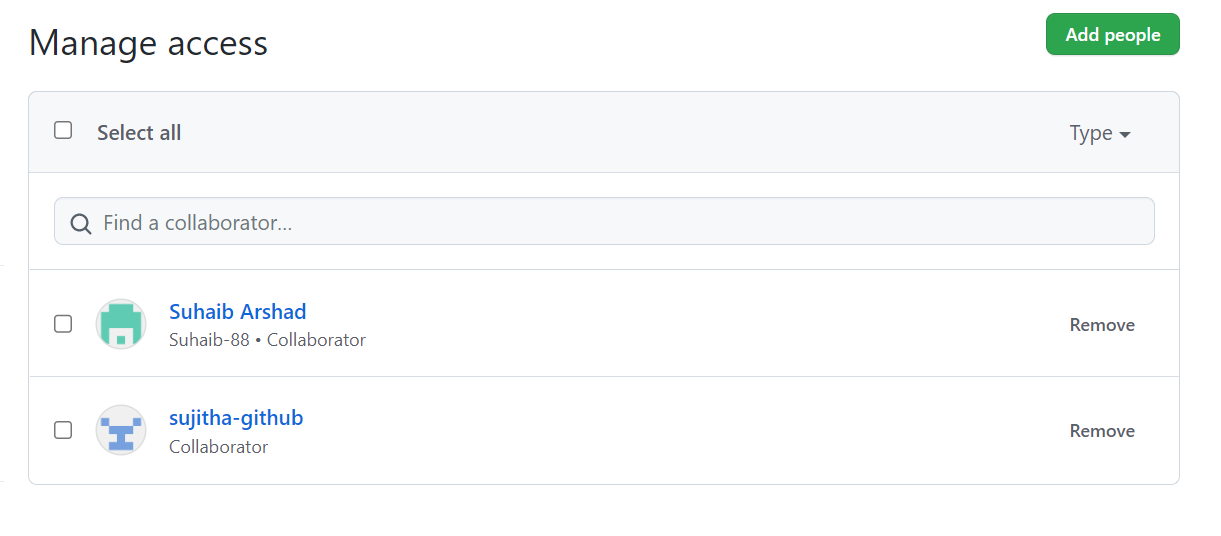 Manage access
Add people
Select all
Type
Find a collaborator...
Suhaib Arshad
Suhaib-88 • Collaborator
Remove
sujitha-github
Collaborator
Remove